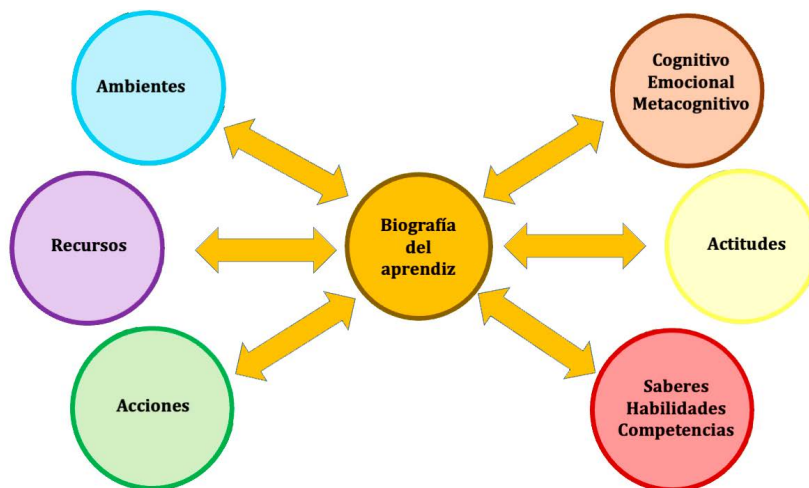 Ambientes
Cognitivo
Emocional
Metacognitivo
Recursos
Biografía
del
aprendiz
Actitudes
Acciones
Saberes
Habilidades
Competencias